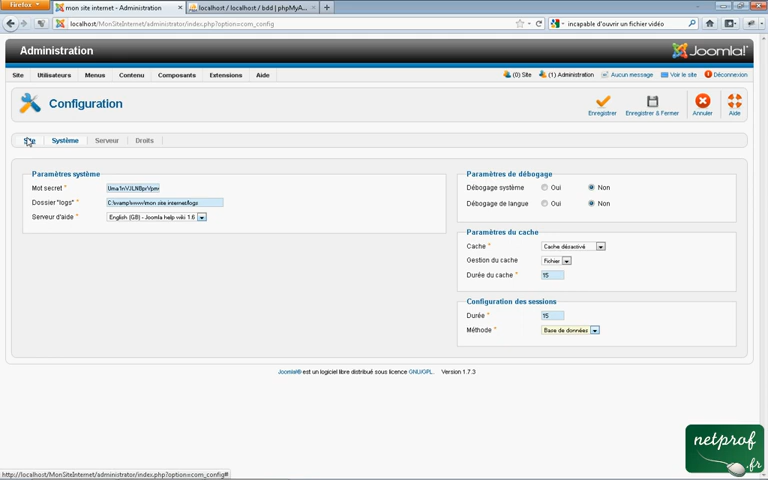 Firefox
mon site internet - Administration
localhost / localhost / bdd | phpMyA...
localhost/MonSiteInternet/administrator/index.php?option=com_config
incapable d'ouvrir un fichier vidéo
Administration
Joomla!
Site Utilisateurs Menus Contenu Composants Extensions Aide
(0) Site (1) Administration Aucun message Voir le site Déconnexion
Configuration
Enregistrer Enregistrer & Fermer Annuler Aide
Site Système Serveur Droits
Paramètres système
Mot secret *
Dossier "logs" * C:\wamp\www\mon site internet/logs
Serveur d'aide * English (GB) - Joomla help wiki 1.6
Paramètres de débogage
Débogage système Oui Non
Débogage de langue Oui Non
Paramètres du cache
Cache * Cache désactivé
Gestion du cache Fichier
Durée du cache * 15
Configuration des sessions
Durée * 15
Méthode * Base de données
Joomla!® est un logiciel libre distribué sous licence GNU/GPL. Version 1.7.3
netprof
.fr
http://localhost/MonSiteInternet/administrator/index.php?option=com_config#